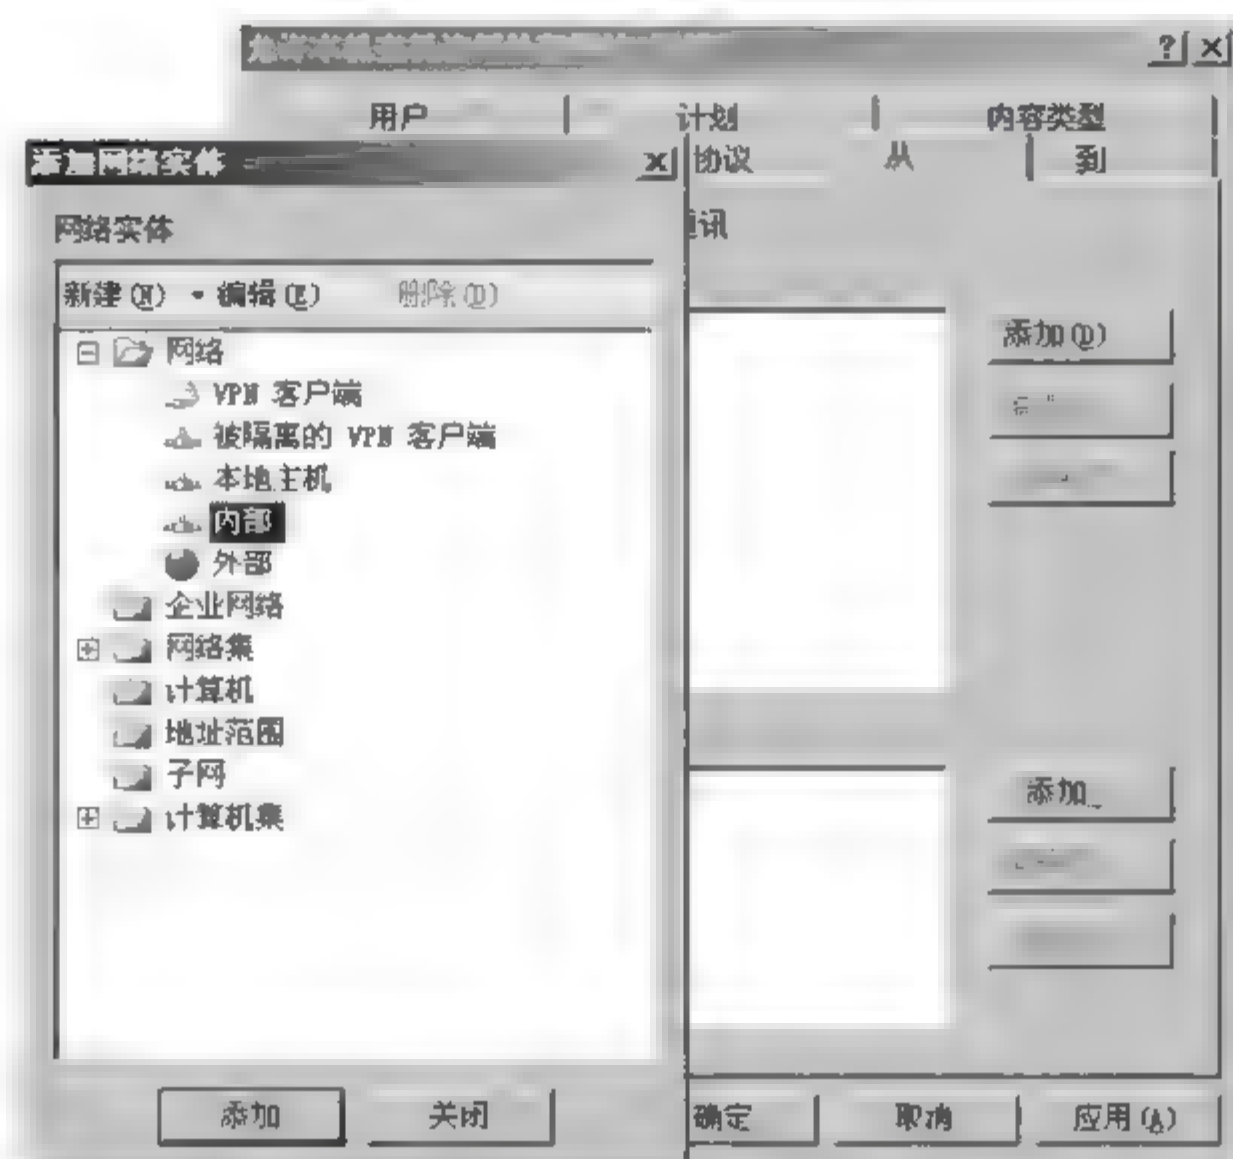 用户 计划 内容类型
添加网络实体 协议 从 到
网络实体
通讯
新建(N) 编辑(E) 删除(D)
网络 添加(D)
VPN 客户端
被隔离的 VPN 客户端
本地主机
内部
外部
企业网络
网络集
计算机
地址范围
子网
添加
计算机集
添加 关闭 确定 取消 应用(A)